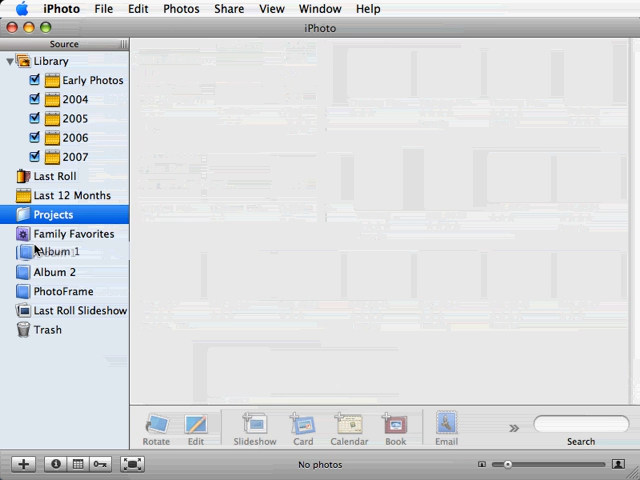 iPhoto File Edit Photos Share View Window Help
iPhoto
Source
Library
Early Photos
2004
2005
2006
2007
Last Roll
Last 12 Months
Projects
Family Favorites
Album 1
Album 2
PhotoFrame
Last Roll Slideshow
Trash
Rotate Edit Slideshow Card Calendar Book Email Search
No photos